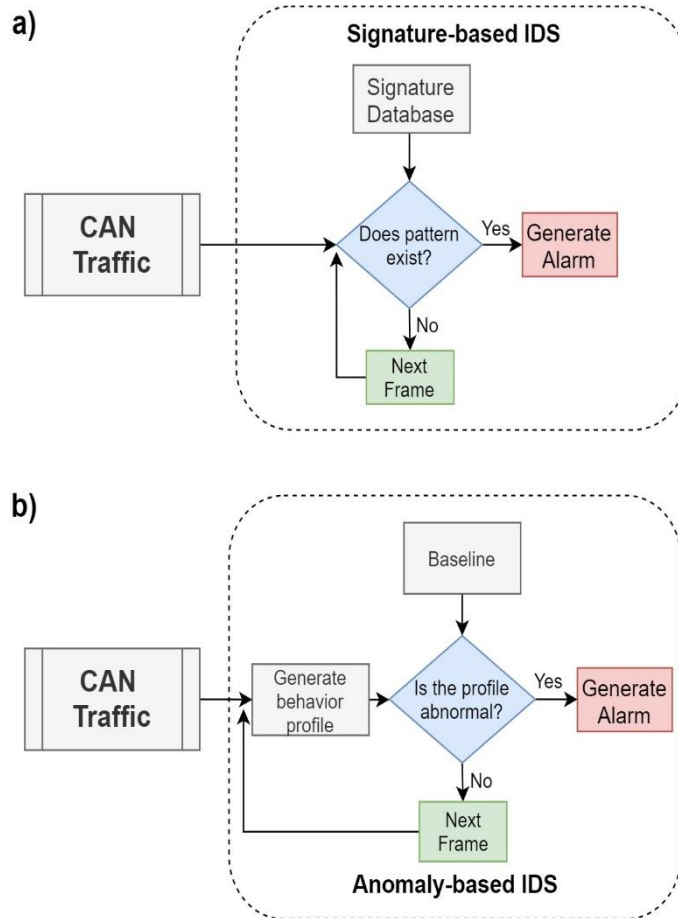 a)
Signature-based IDS
Signature
Database
CAN
Traffic
Does pattern
exist?
Yes
Generate
Alarm
No
Next
Frame
b)
Baseline
CAN
Traffic
Generate
behavior
profile
Is the profile
abnormal?
Yes
Generate
Alarm
No
Next
Frame
Anomaly-based IDS